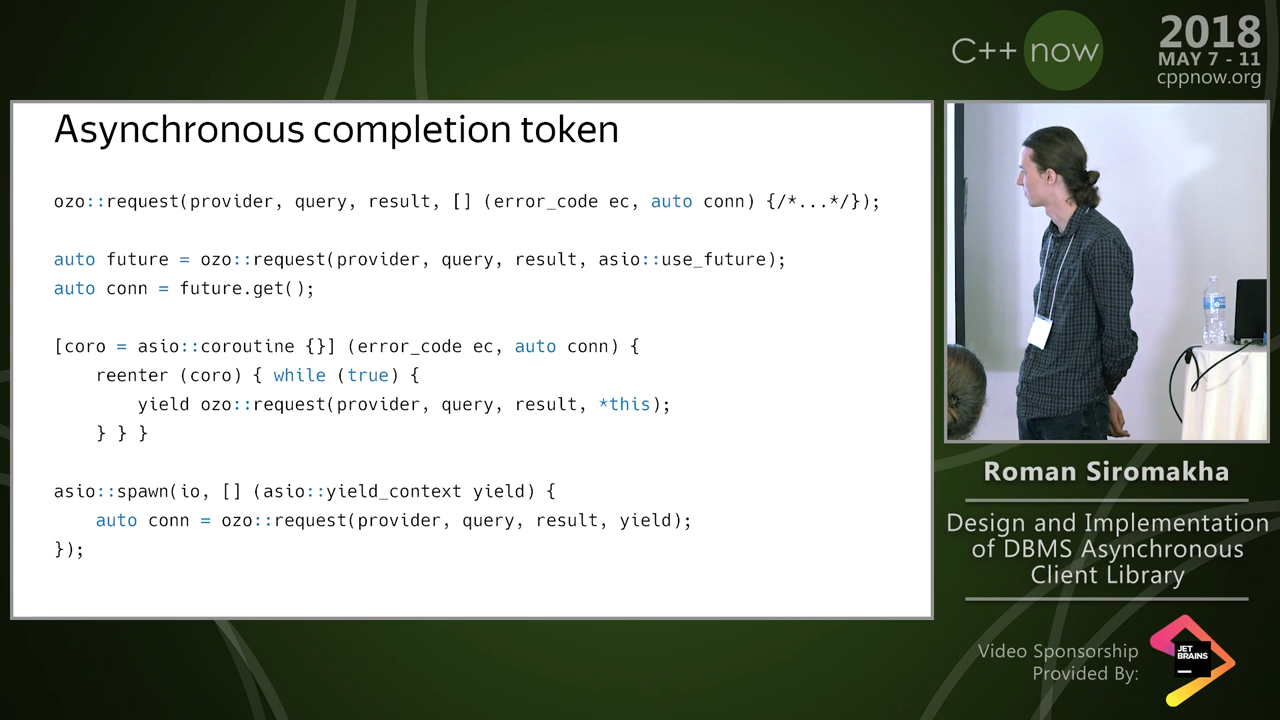 C++ now
2018
MAY 7 - 11
cppnow.org
Asynchronous completion token
ozo::request(provider, query, result, [] (error_code ec, auto conn) {/*...*/});
auto future = ozo::request(provider, query, result, asio::use_future);
auto conn = future.get();
[coro = asio::coroutine {}] (error_code ec, auto conn) {
    reenter (coro) { while (true) {
        yield ozo::request(provider, query, result, *this);
    } } }
asio::spawn(io, [] (asio::yield_context yield) {
    auto conn = ozo::request(provider, query, result, yield);
});
Roman Siromakha
Design and Implementation
of DBMS Asynchronous
Client Library
Video Sponsorship
Provided By:
JET
BRAINS